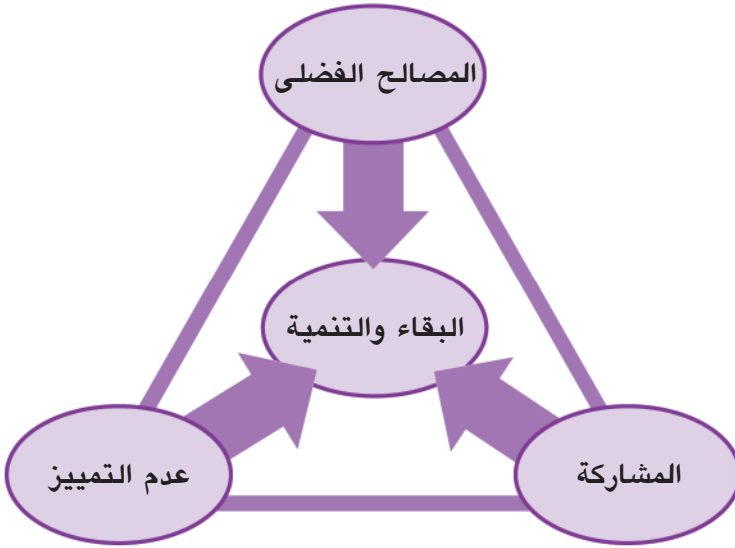 المصالح الفضلى
البقاء والتنمية
المشاركة
عدم التمييز